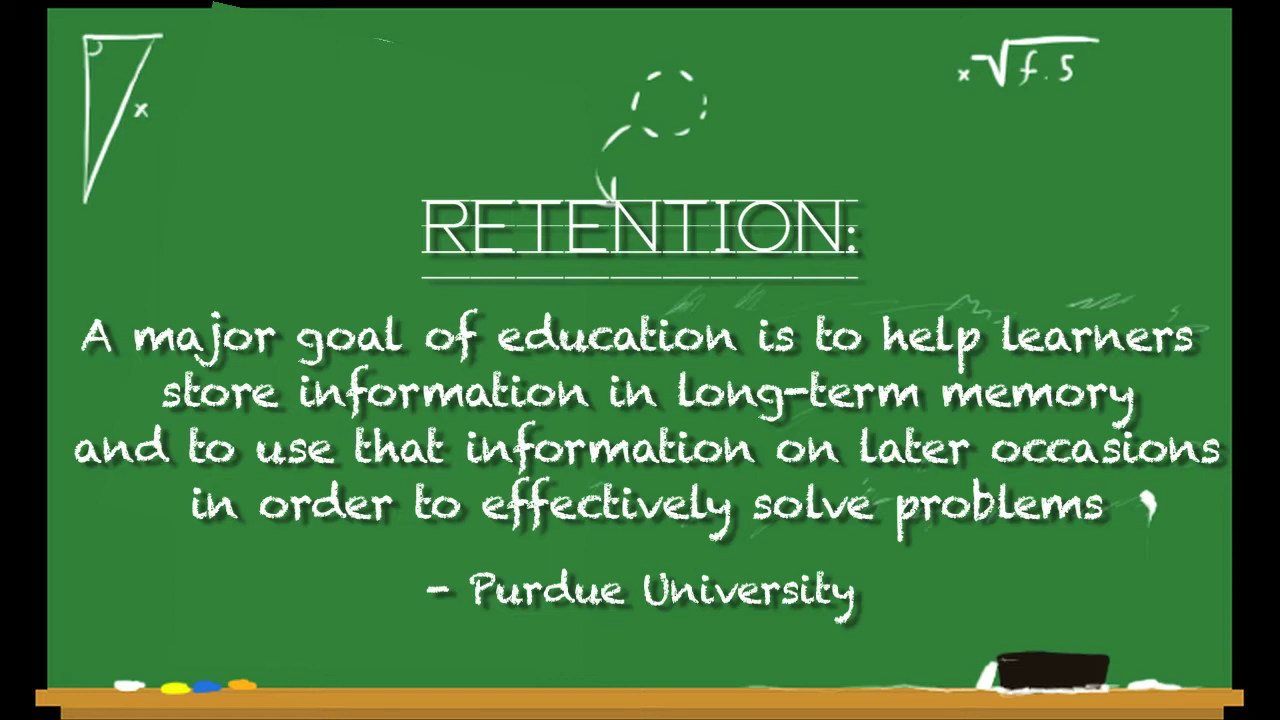 x
x√f.5
RETENTION:
A major goal of education is to help learners
store information in long-term memory
and to use that information on later occasions
in order to effectively solve problems
- Purdue University